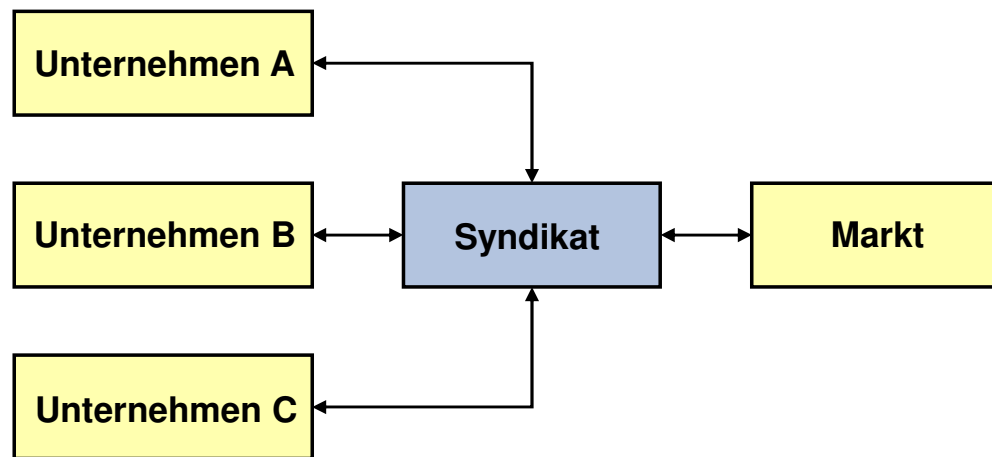 Unternehmen A
Unternehmen B
Syndikat
Markt
Unternehmen C